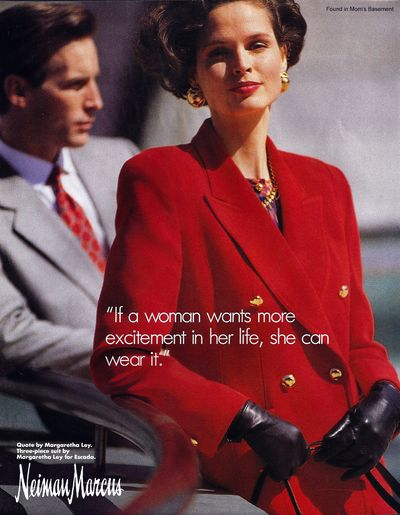 Found in Mom's Basement
"If a woman wants more
excitement in her life, she can
wear it."
Quote by Margaretha Ley.
Three-piece suit by
Margaretha Ley for Escada.
Neiman Marcus